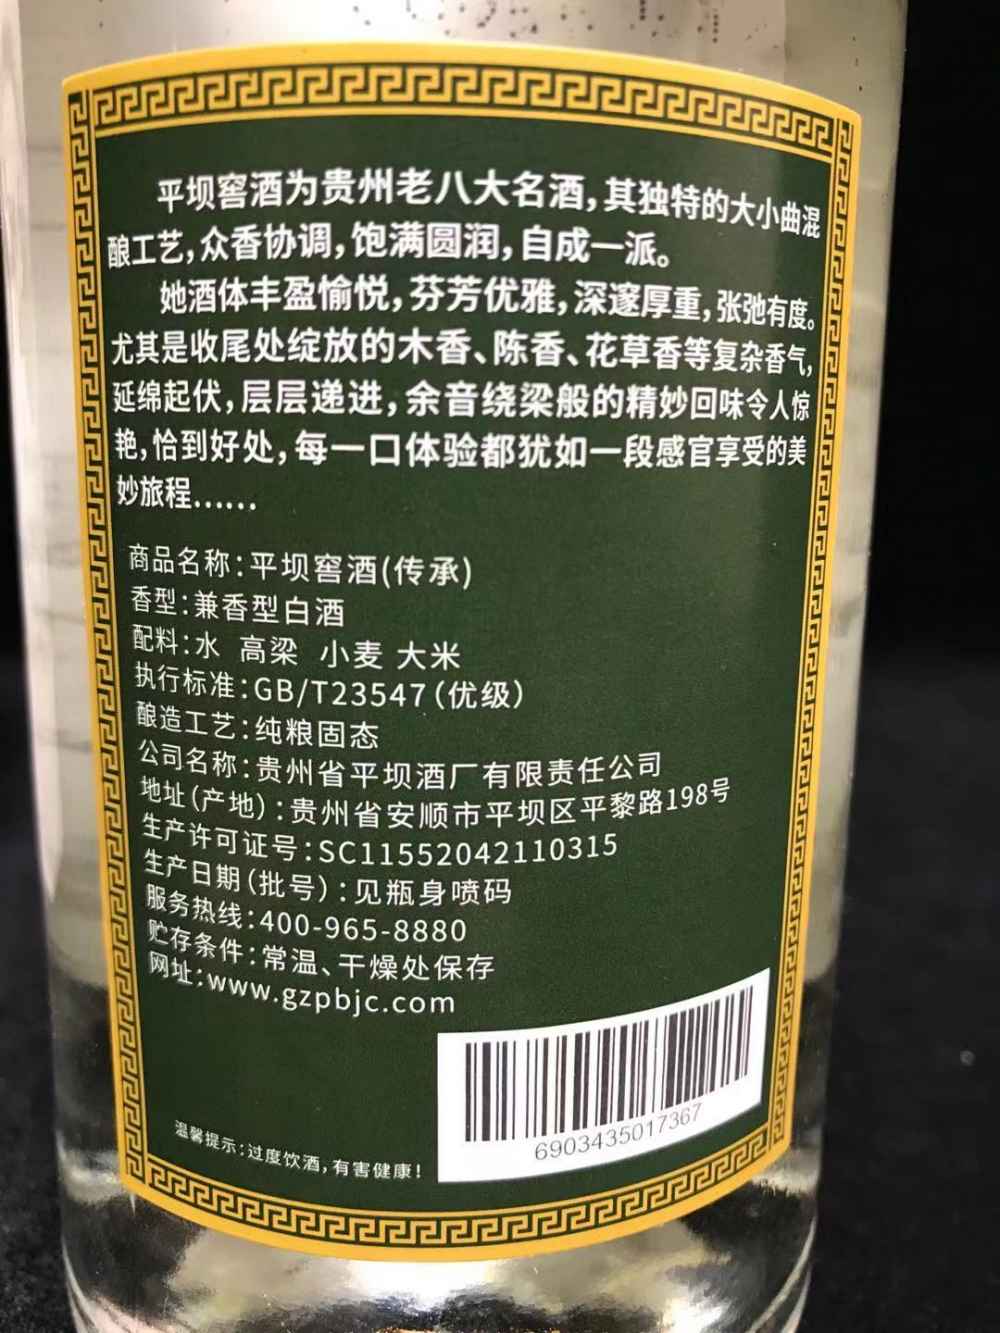 平坝窖酒为贵州老八大名酒，其独特的大小曲混
酿工艺，众香协调，饱满圆润，自成一派。
她酒体丰盈愉悦，芬芳优雅，深邃厚重，张弛有度。
尤其是收尾处绽放的木香、陈香、花草香等复杂香气，
延绵起伏，层层递进，余音绕梁般的精妙回味令人惊
艳，恰到好处，每一口体验都犹如一段感官享受的美
妙旅程……
商品名称：平坝窖酒(传承)
香型：兼香型白酒
配料：水 高梁 小麦 大米
执行标准：GB/T23547（优级）
酿造工艺：纯粮固态
公司名称：贵州省平坝酒厂有限责任公司
地址（产地）：贵州省安顺市平坝区平黎路198号
生产许可证号：SC11552042110315
生产日期（批号）：见瓶身喷码
服务热线：400-965-8880
贮存条件：常温、干燥处保存
网址：www.gzpbjc.com
6903435017367
温馨提示：过度饮酒，有害健康！